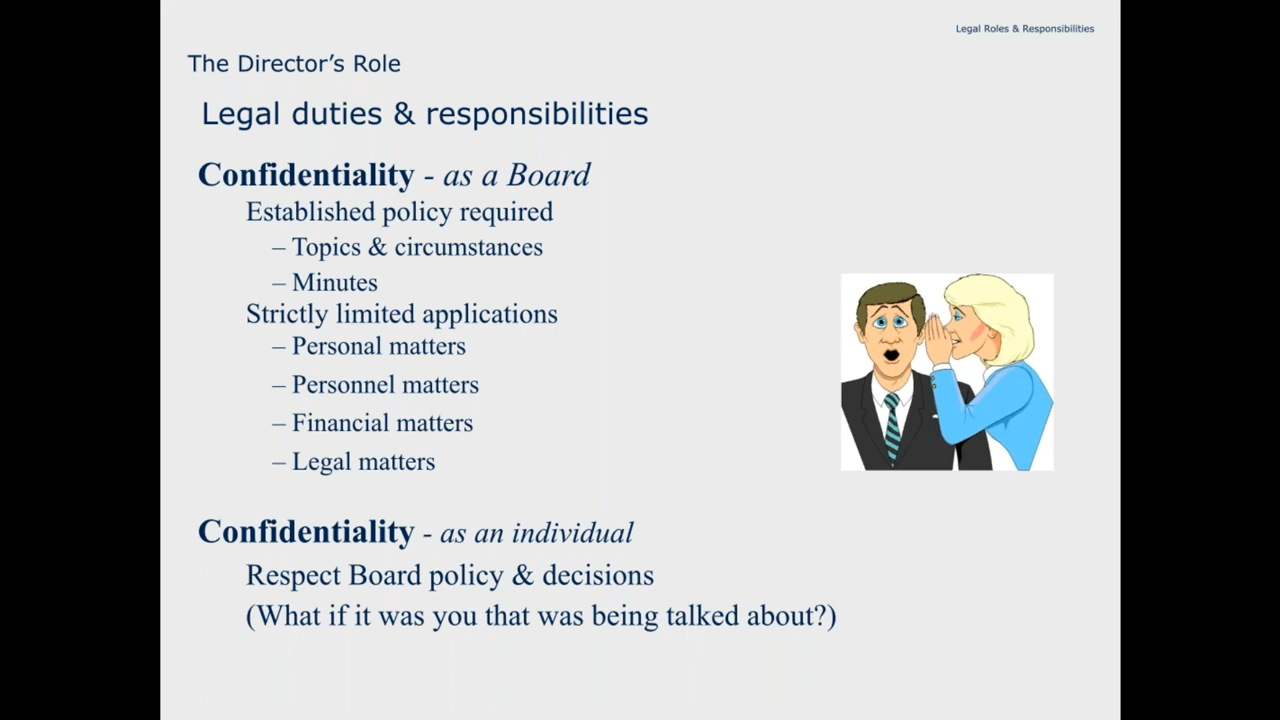 Legal Roles & Responsibilities
The Director’s Role
Legal duties & responsibilities
Confidentiality - as a Board
Established policy required
– Topics & circumstances
– Minutes
Strictly limited applications
– Personal matters
– Personnel matters
– Financial matters
– Legal matters
Confidentiality - as an individual
Respect Board policy & decisions
(What if it was you that was being talked about?)